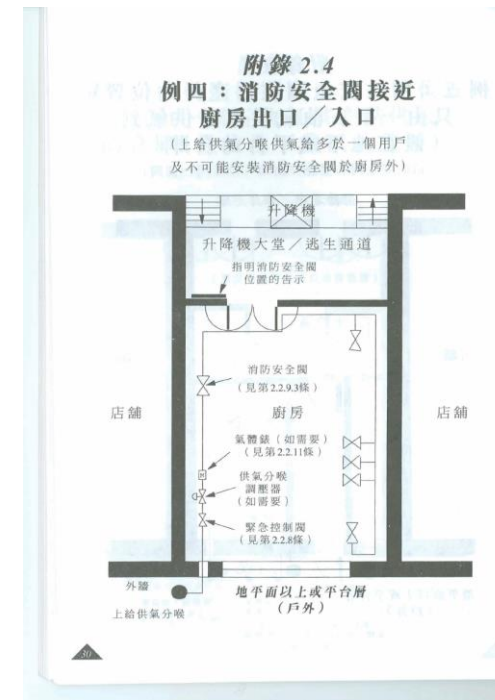 附錄 2.4
例四：消防安全閥接近
廚房出口／入口
(上給供氣分喉供氣給多於一個用戶
及不可能安裝消防安全閥於廚房外)
升降機
升降機大堂／逃生通道
指明消防安全閥
位置的告示
消防安全閥
(見第2.2.9.3條)
店舖
廚房
店舖
氣體錶（如需要）
(見第2.2.11條)
M
供氣分喉
調壓器
(如需要)
緊急控制閥
(見第2.2.8條)
外牆
上給供氣分喉
地平面以上或平台層
(戶外)
30